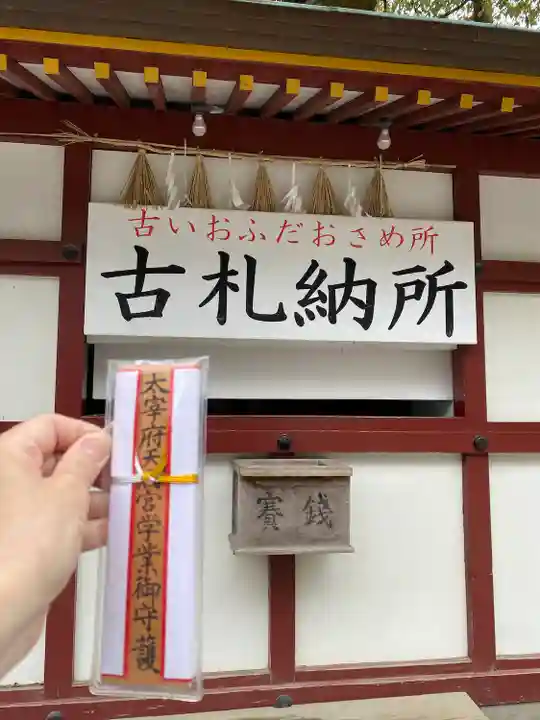 古いおふだおさめ所
古札納所
太宰府天満宮学業御守護
賽銭